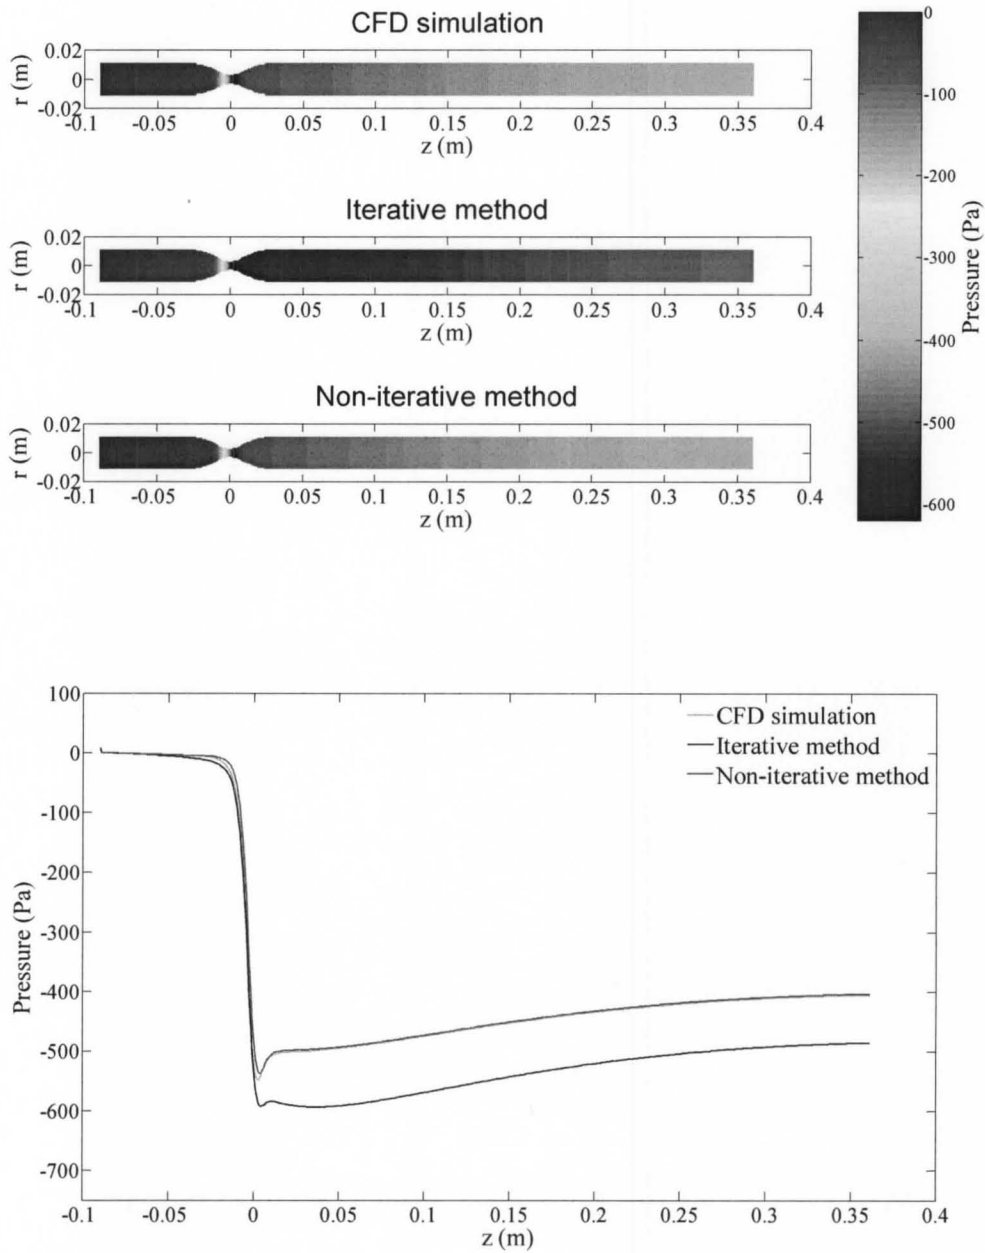 CFD simulation
0.02
0
-0.02
r (m)
-0.1 -0.05 0 0.05 0.1 0.15 0.2 0.25 0.3 0.35 0.4
z (m)
Iterative method
0.02
0
-0.02
r (m)
-0.1 -0.05 0 0.05 0.1 0.15 0.2 0.25 0.3 0.35 0.4
z (m)
Non-iterative method
0.02
0
-0.02
r (m)
-0.1 -0.05 0 0.05 0.1 0.15 0.2 0.25 0.3 0.35 0.4
z (m)
0
-100
-200
-300
-400
-500
-600
Pressure (Pa)
100
0
-100
-200
-300
-400
-500
-600
-700
Pressure (Pa)
CFD simulation
Iterative method
Non-iterative method
-0.1 -0.05 0 0.05 0.1 0.15 0.2 0.25 0.3 0.35 0.4
z (m)